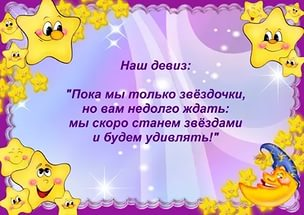 Наш девиз:
"Пока мы только звёздочки,
но вам недолго ждать:
мы скоро станем звёздами
и будем удивлять!"